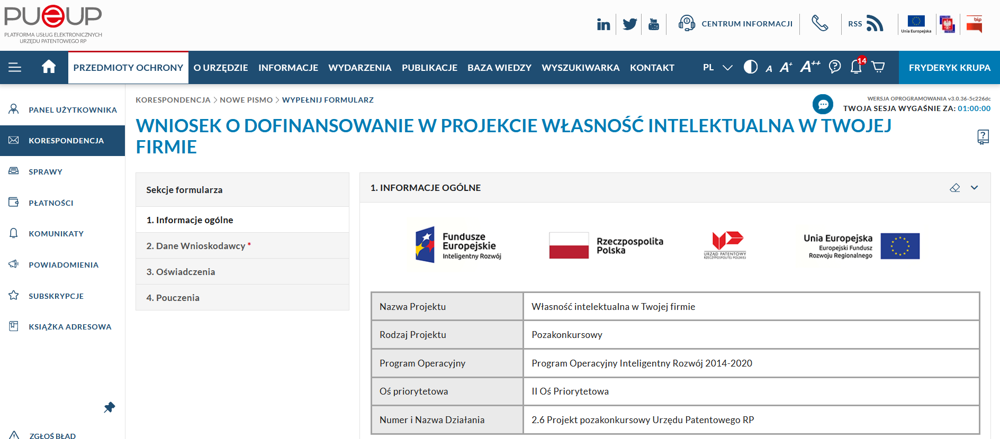 PUeUP
PLATFORMA USŁUG ELEKTRONICZNYCH
URZĘDU PATENTOWEGO RP
in
You
CENTRUM INFORMACJI
RSS
Unia Europejska
bip
PRZEDMIOTY OCHRONY
O URZĘDZIE
INFORMACJE
WYDARZENIA
PUBLIKACJE
BAZA WIEDZY
WYSZUKIWARKA
KONTAKT
PL
A
A+
A++
14
FRYDERYK KRUPA
PANEL UŻYTKOWNIKA
KORESPONDENCJA
SPRAWY
PŁATNOŚCI
KOMUNIKATY
POWIADOMIENIA
SUBSKRYPCJE
KSIĄŻKA ADRESOWA
ZGŁOŚ BŁĄD
KORESPONDENCJA > NOWE PISMO > WYPEŁNIJ FORMULARZ
WERSJA OPROGRAMOWANIA v3.0.36-5c226dc
TWOJA SESJA WYGAŚNIE ZA: 01:00:00
WNIOSEK O DOFINANSOWANIE W PROJEKCIE WŁASNOŚĆ INTELEKTUALNA W TWOJEJ
FIRMIE
Sekcje formularza
1. Informacje ogólne
2. Dane Wnioskodawcy *
3. Oświadczenia
4. Pouczenia
1. INFORMACJE OGÓLNE
Fundusze
Europejskie
Inteligentny Rozwój
Rzeczpospolita
Polska
URZĄD PATENTOWY
RZECZYPOSPOLITEJ POLSKIEJ
Unia Europejska
Europejski Fundusz
Rozwoju Regionalnego
Nazwa Projektu
Własność intelektualna w Twojej firmie
Rodzaj Projektu
Pozakonkursowy
Program Operacyjny
Program Operacyjny Inteligentny Rozwój 2014-2020
Oś priorytetowa
II Oś Priorytetowa
Numer i Nazwa Działania
2.6 Projekt pozakonkursowy Urzędu Patentowego RP